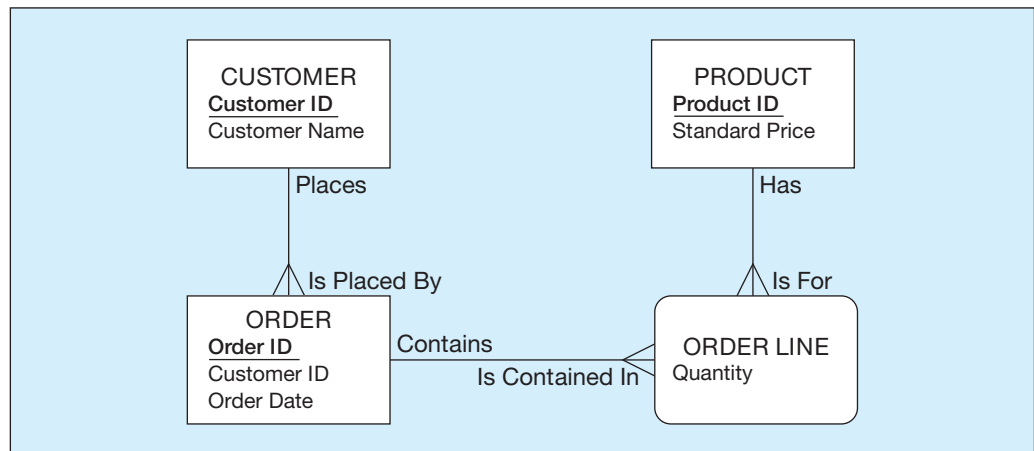 CUSTOMER
Customer ID
Customer Name
PRODUCT
Product ID
Standard Price
Places
Has
Is Placed By
Is For
ORDER
Order ID
Customer ID
Order Date
Contains
Is Contained In
ORDER LINE
Quantity